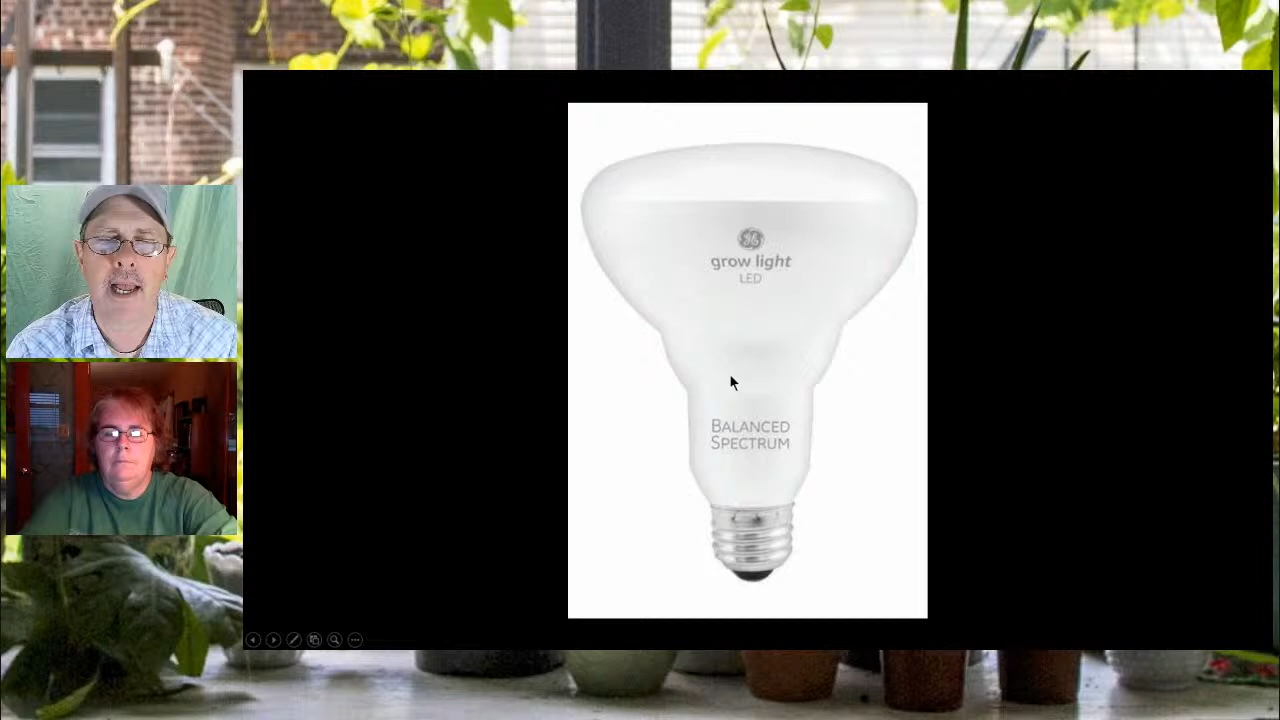 GE
grow light
LED
BALANCED
SPECTRUM